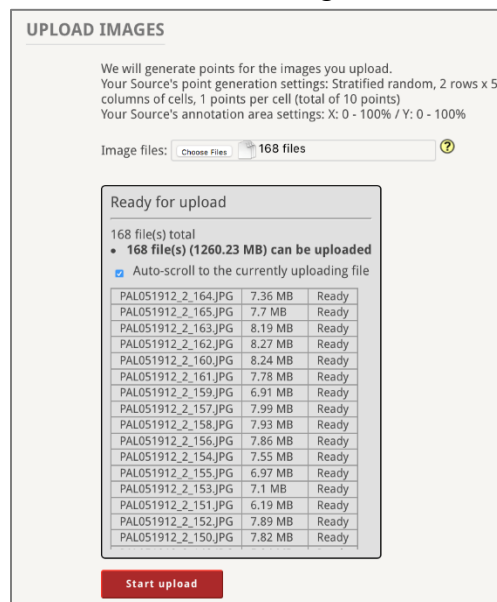 UPLOAD IMAGES
We will generate points for the images you upload.
Your Source's point generation settings: Stratified random, 2 rows x 5
columns of cells, 1 points per cell (total of 10 points)
Your Source's annotation area settings: X: 0 - 100% / Y: 0 - 100%
Image files: Choose Files 168 files ?
Ready for upload
168 file(s) total
• 168 file(s) (1260.23 MB) can be uploaded
Auto-scroll to the currently uploading file
PAL051912_2_164.JPG 7.36 MB Ready
PAL051912_2_165.JPG 7.7 MB Ready
PAL051912_2_163.JPG 8.19 MB Ready
PAL051912_2_162.JPG 8.27 MB Ready
PAL051912_2_160.JPG 8.24 MB Ready
PAL051912_2_161.JPG 7.78 MB Ready
PAL051912_2_159.JPG 6.91 MB Ready
PAL051912_2_157.JPG 7.99 MB Ready
PAL051912_2_158.JPG 7.93 MB Ready
PAL051912_2_156.JPG 7.86 MB Ready
PAL051912_2_154.JPG 7.55 MB Ready
PAL051912_2_155.JPG 6.97 MB Ready
PAL051912_2_153.JPG 7.1 MB Ready
PAL051912_2_151.JPG 6.19 MB Ready
PAL051912_2_152.JPG 7.89 MB Ready
PAL051912_2_150.JPG 7.82 MB Ready
Start upload